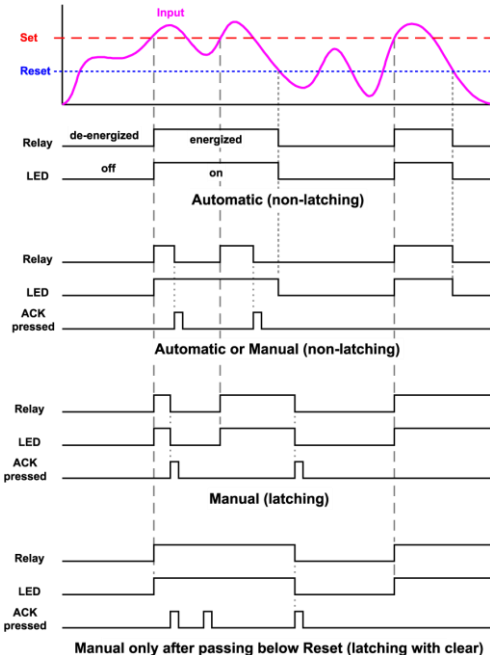 Input
Set
Reset
de-energized
energized
Relay
off
on
LED
Automatic (non-latching)
Relay
LED
ACK
pressed
Automatic or Manual (non-latching)
Relay
LED
ACK
pressed
Manual (latching)
Relay
LED
ACK
pressed
Manual only after passing below Reset (latching with clear)